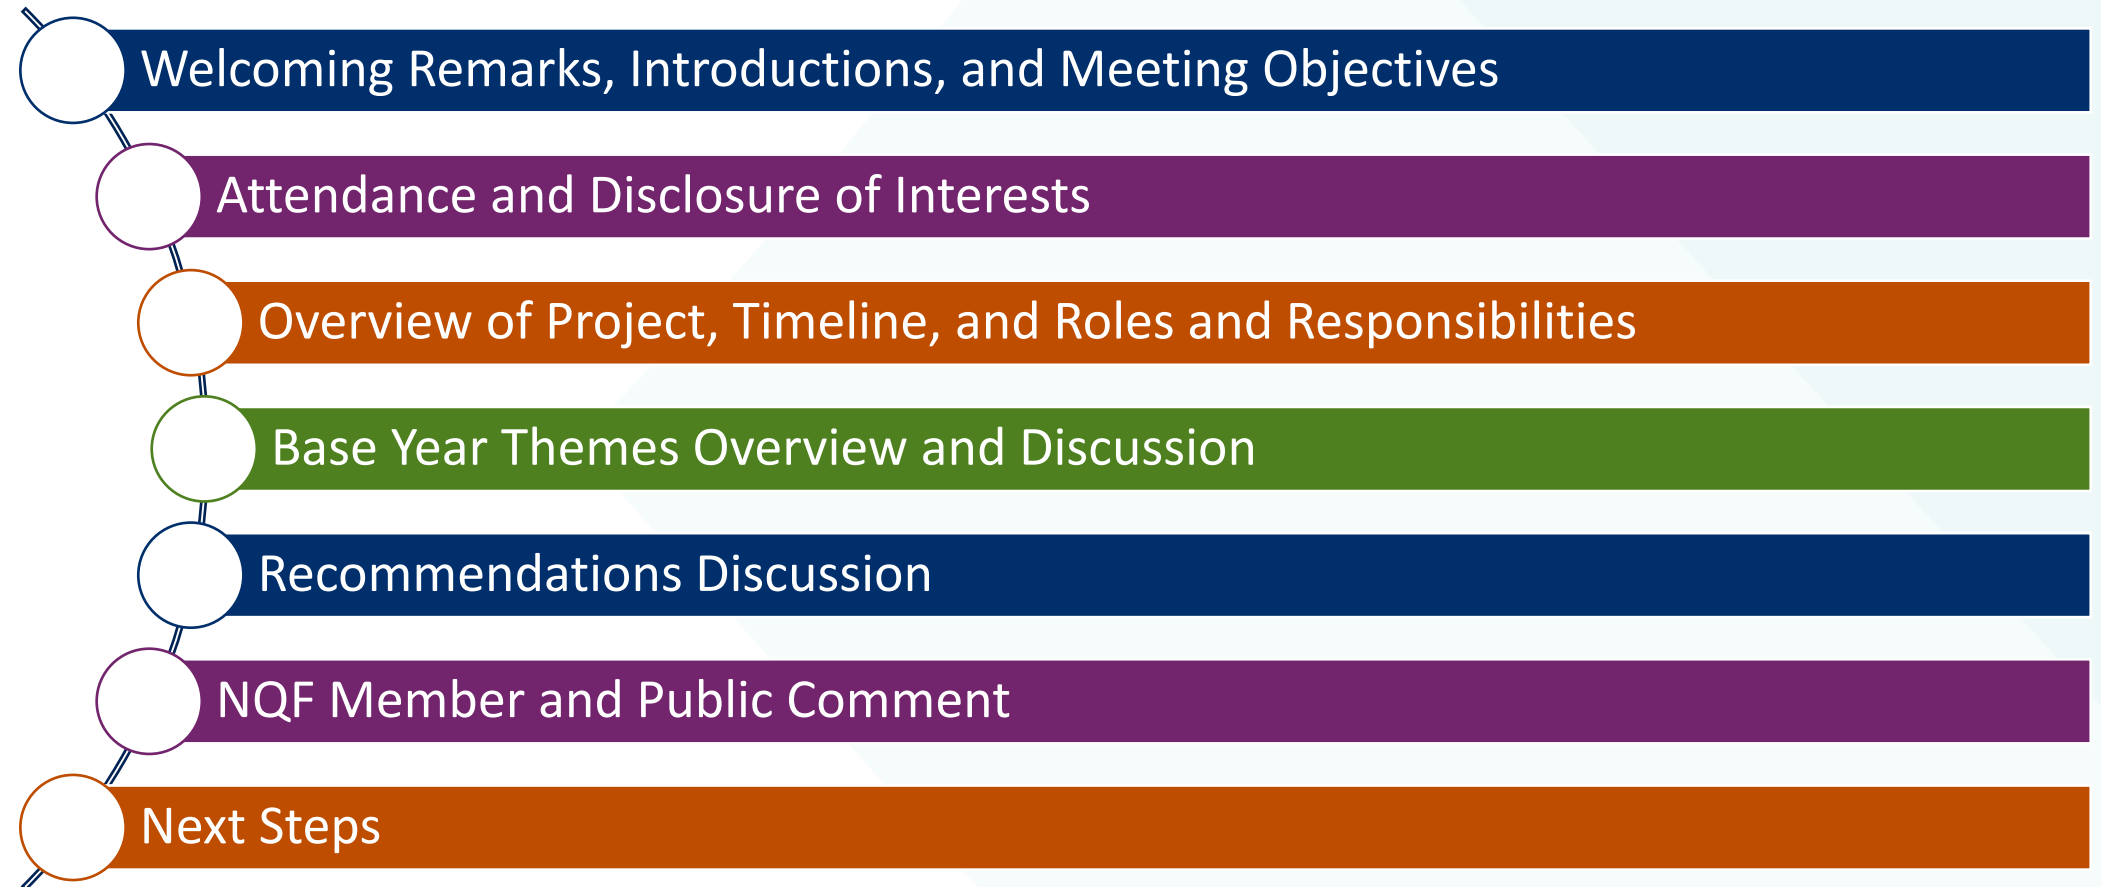 Welcoming Remarks, Introductions, and Meeting Objectives
Attendance and Disclosure of Interests
Overview of Project, Timeline, and Roles and Responsibilities
Base Year Themes Overview and Discussion
Recommendations Discussion
NQF Member and Public Comment
Next Steps